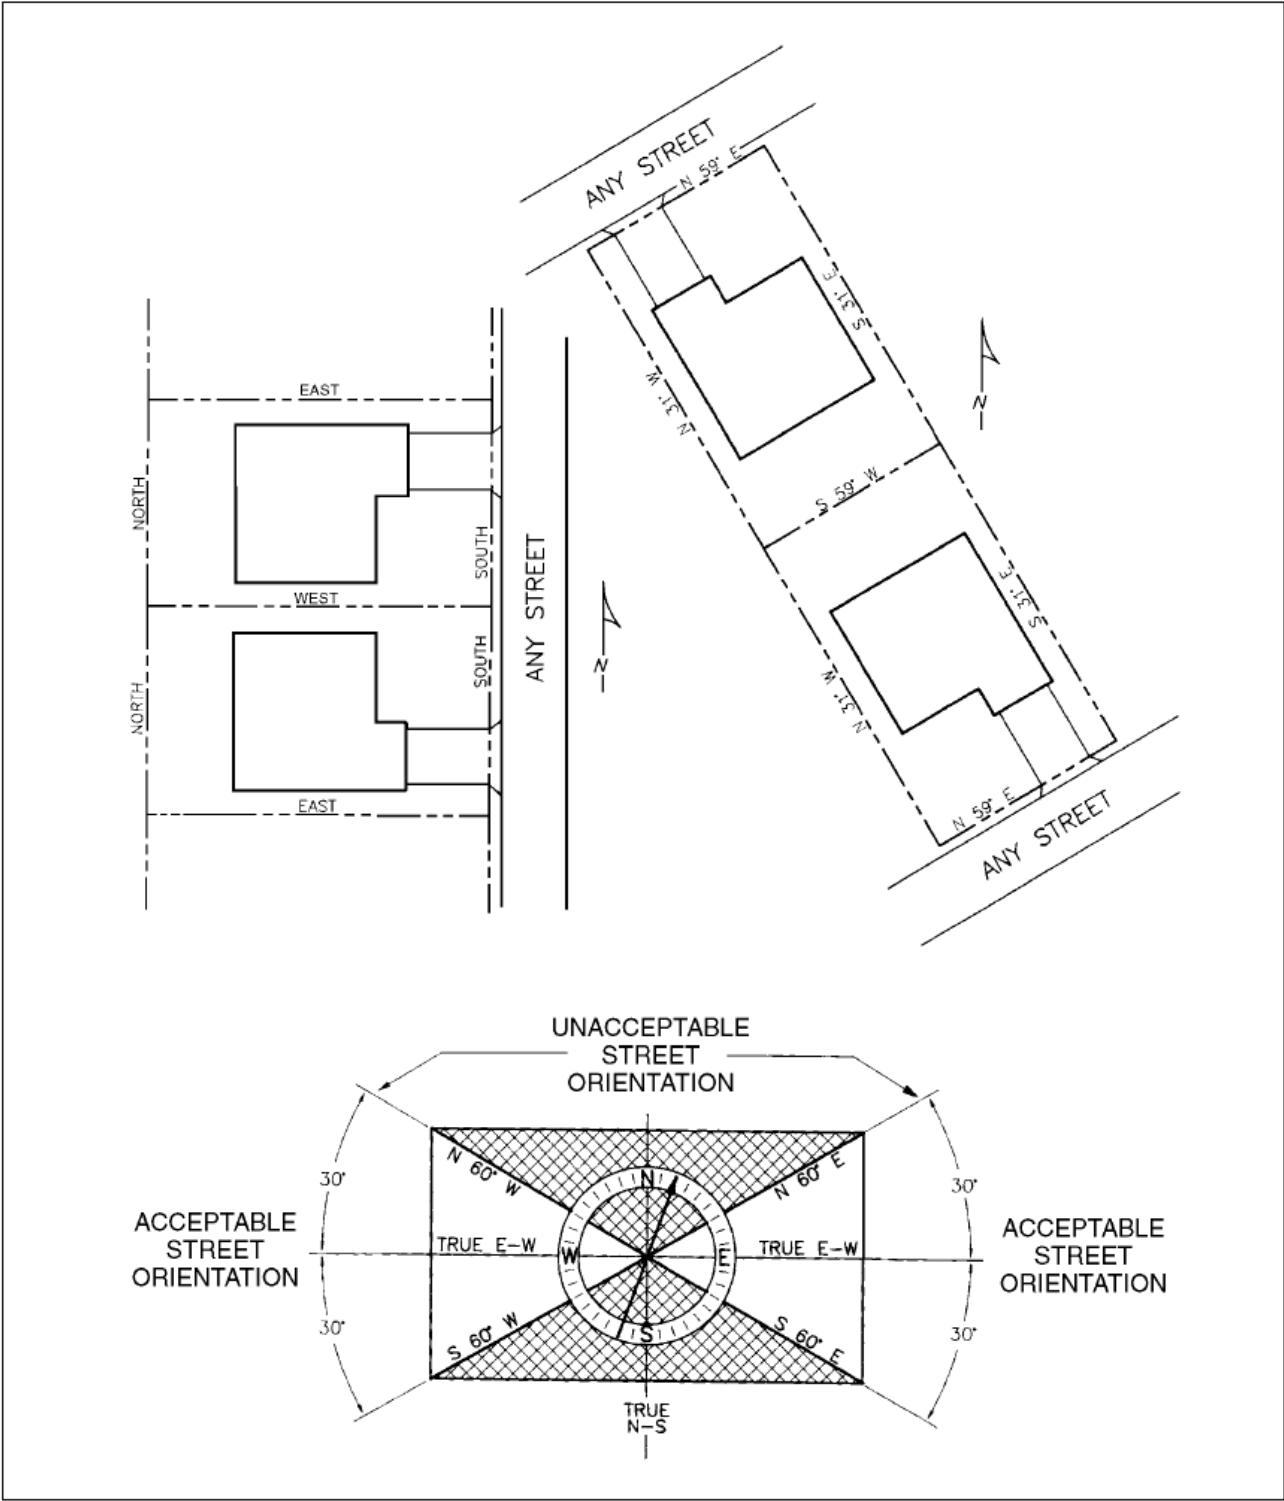 ANY STREET
N 59° E
S 31° E
N 31° W
N
S 59° W
EAST
NORTH
SOUTH
WEST
ANY STREET
N
SOUTH
NORTH
EAST
S 31° E
N 31° W
N 59° E
ANY STREET
UNACCEPTABLE
STREET
ORIENTATION
N 60° W
N
N 60° E
30°
30°
ACCEPTABLE
STREET
ORIENTATION
TRUE E-W
W
E
TRUE E-W
ACCEPTABLE
STREET
ORIENTATION
30°
30°
S 60° W
S
S 60° E
TRUE
N-S